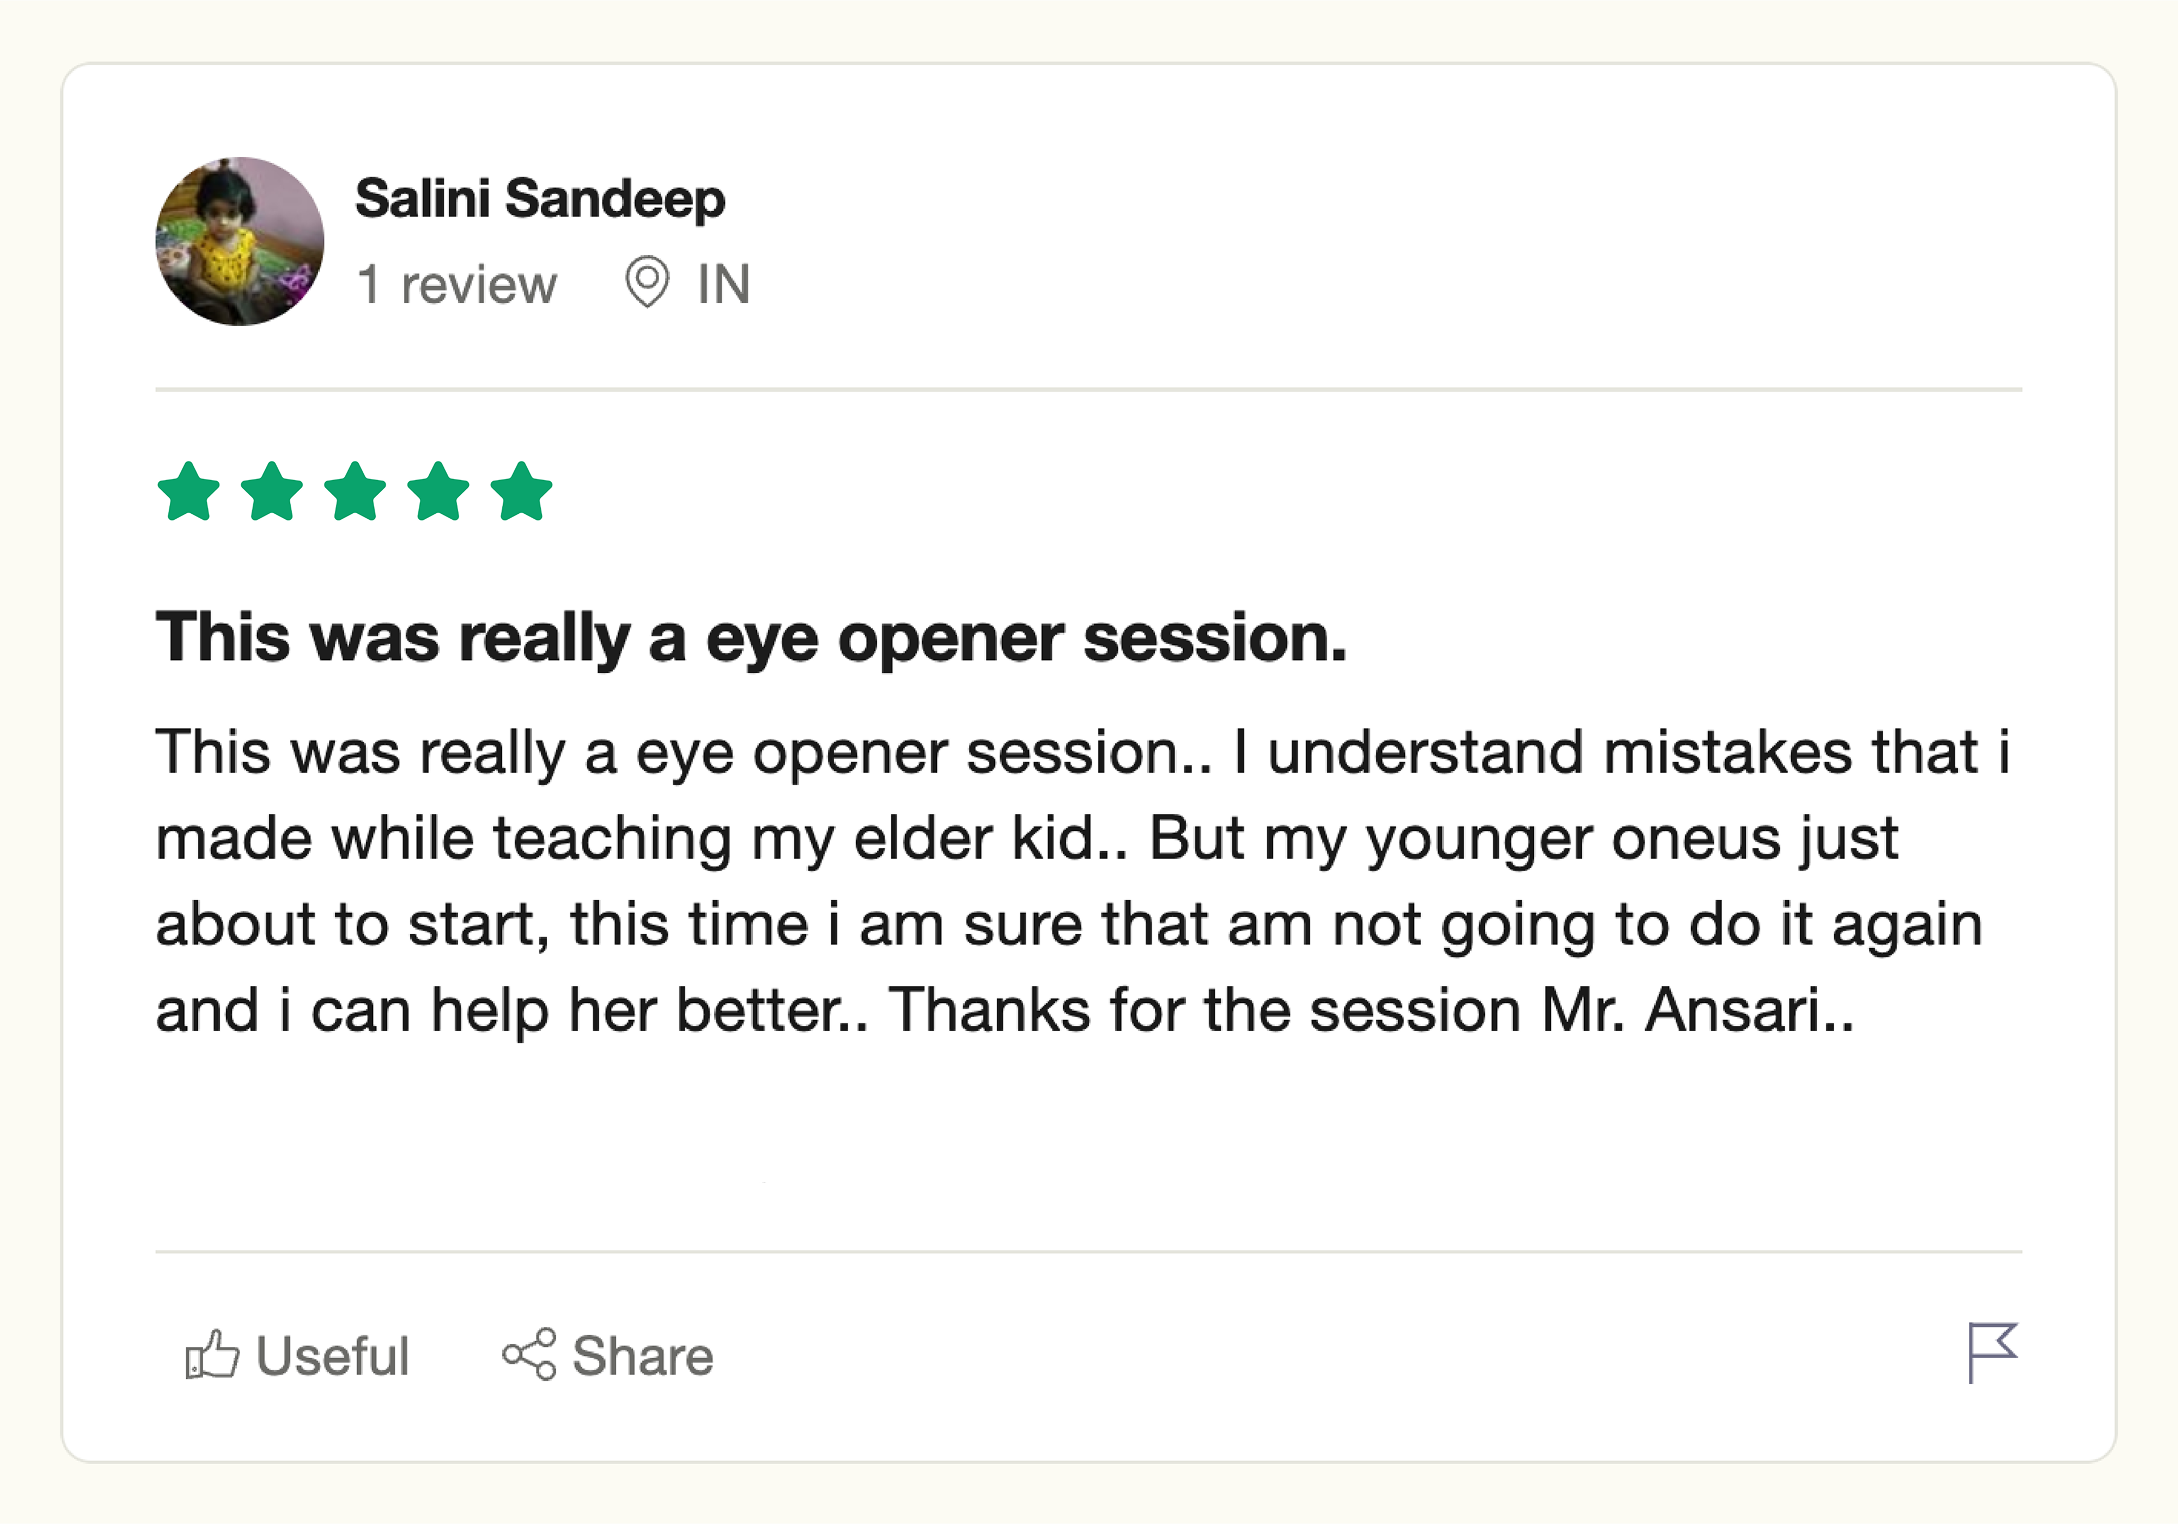 Salini Sandeep
1 review IN
This was really a eye opener session.
This was really a eye opener session.. I understand mistakes that i
made while teaching my elder kid.. But my younger oneus just
about to start, this time i am sure that am not going to do it again
and i can help her better.. Thanks for the session Mr. Ansari..
Useful Share